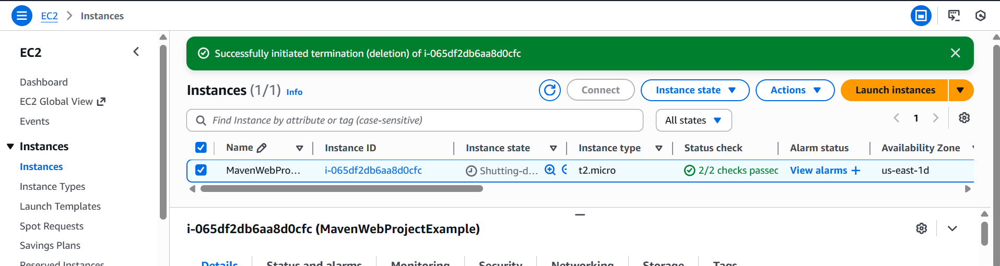 EC2 Instances
EC2
Dashboard
EC2 Global View
Events
Instances
Instances
Instance Types
Launch Templates
Spot Requests
Savings Plans
Reserved Instances
Successfully initiated termination (deletion) of i-065df2db6aa8d0cfc
Instances (1/1) Info Connect Instance state Actions Launch instances
Find Instance by attribute or tag (case-sensitive) All states 1
Name Instance ID Instance state Instance type Status check Alarm status Availability Zone
MavenWebPro... i-065df2db6aa8d0cfc Shutting-d... t2.micro 2/2 checks passed View alarms us-east-1d
i-065df2db6aa8d0cfc (MavenWebProjectExample)
Details Status and alarms Monitoring Security Networking Storage Tags